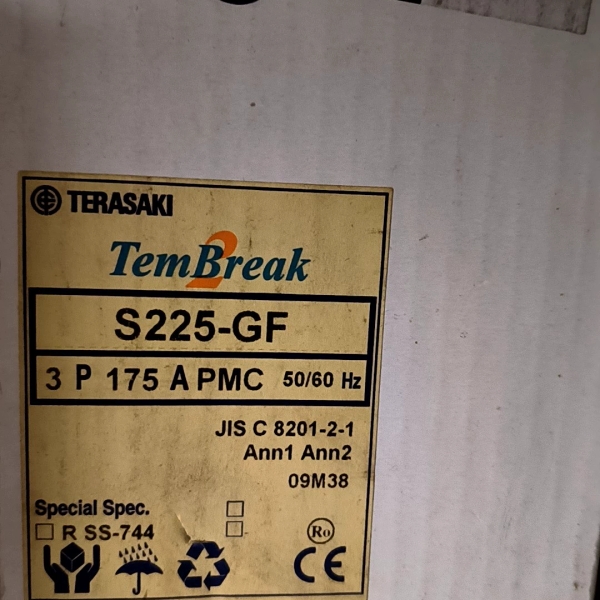 TERASAKI
TemBreak 2
S225-GF
3 P 175 A PMC 50/60 Hz
JIS C 8201-2-1
Ann1 Ann2
09M38
Special Spec.
R SS-744
Ro
CE